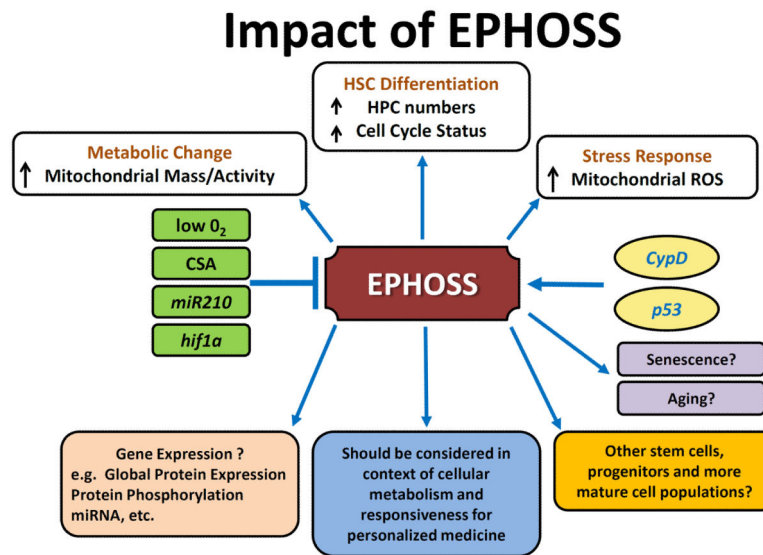 Impact of EPHOSS
HSC Differentiation
↑ HPC numbers
↑ Cell Cycle Status
Metabolic Change
↑ Mitochondrial Mass/Activity
Stress Response
↑ Mitochondrial ROS
low 0₂
CSA
miR210
hif1a
EPHOSS
CypD
p53
Senescence?
Aging?
Gene Expression ?
e.g. Global Protein Expression
Protein Phosphorylation
miRNA, etc.
Should be considered in
context of cellular
metabolism and
responsiveness for
personalized medicine
Other stem cells,
progenitors and more
mature cell populations?